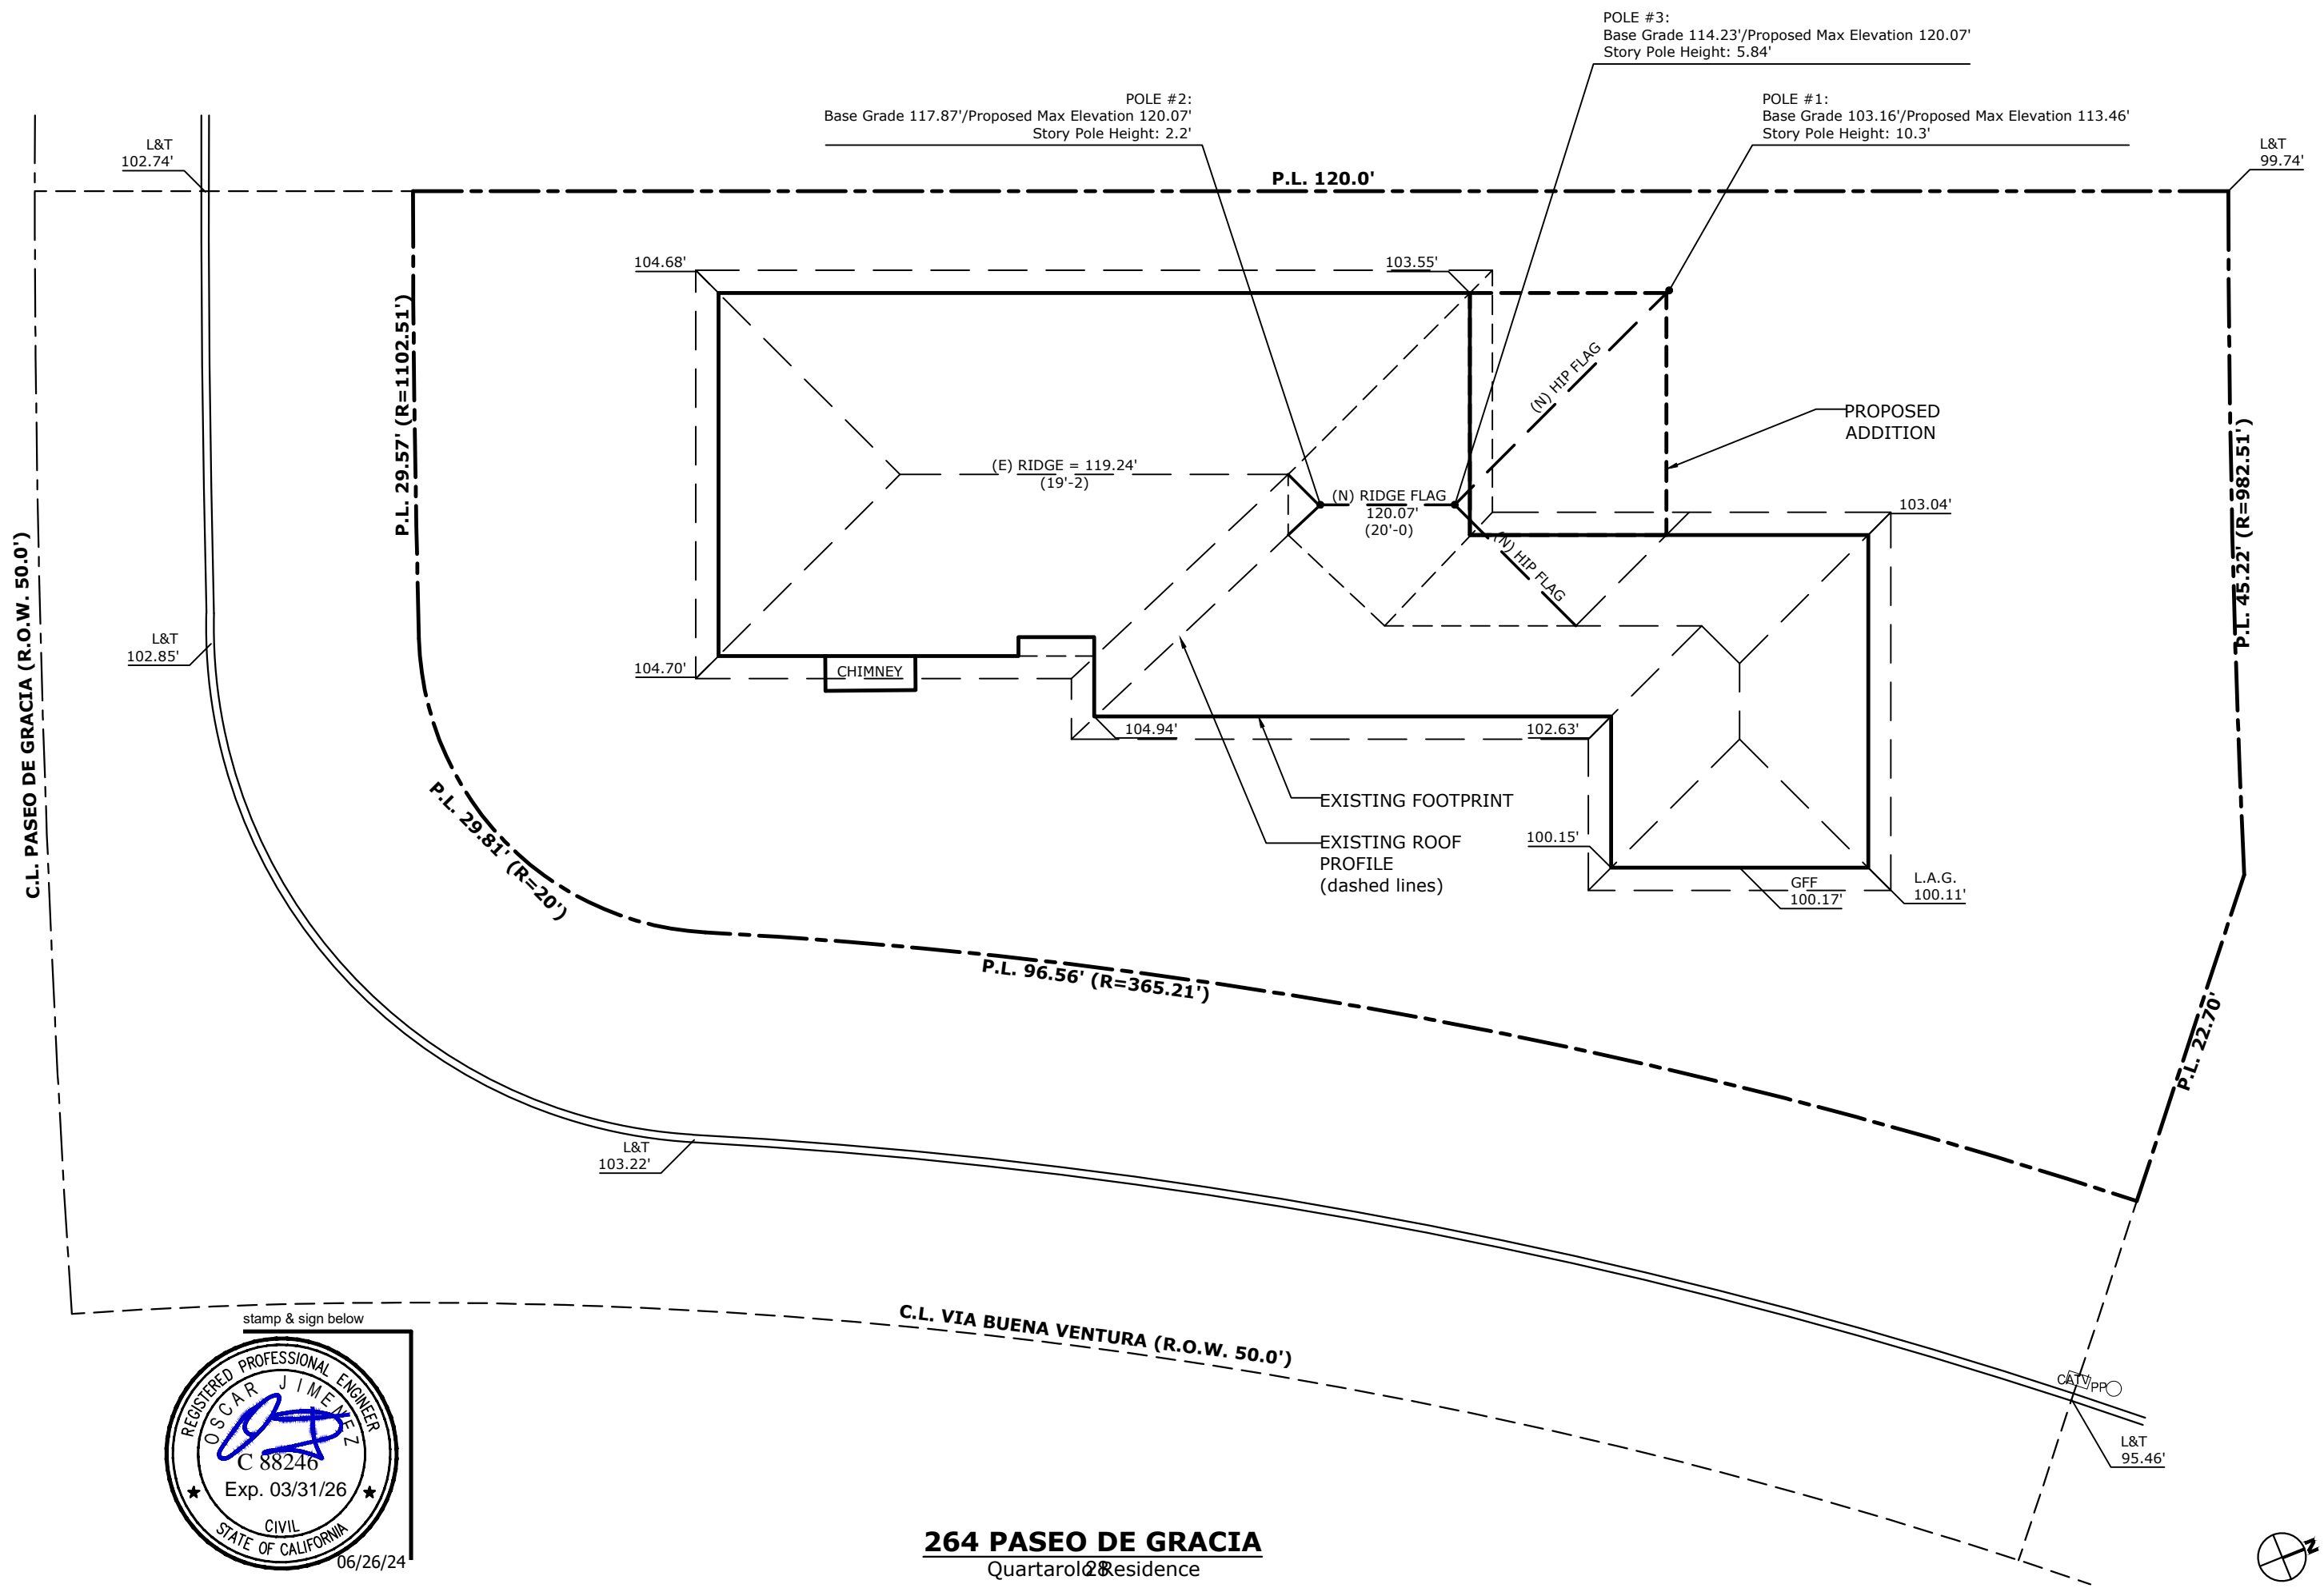 POLE #3:
Base Grade 114.23'/Proposed Max Elevation 120.07'
Story Pole Height: 5.84'
POLE #2:
Base Grade 117.87'/Proposed Max Elevation 120.07'
Story Pole Height: 2.2'
POLE #1:
Base Grade 103.16'/Proposed Max Elevation 113.46'
Story Pole Height: 10.3'
L&T
102.74'
L&T
99.74'
P.L. 120.0'
104.68'
103.55'
P.L. 29.57' (R=1102.51')
(N) HIP FLAG
PROPOSED
ADDITION
P.L. 45.22' (R=982.51')
(E) RIDGE = 119.24'
(19'-2)
(N) RIDGE FLAG
120.07'
(20'-0)
103.04'
(N) HIP FLAG
C.L. PASEO DE GRACIA (R.O.W. 50.0')
L&T
102.85'
104.70'
CHIMNEY
104.94'
102.63'
EXISTING FOOTPRINT
EXISTING ROOF
PROFILE
(dashed lines)
100.15'
GFF
100.17'
L.A.G.
100.11'
P.L. 29.81' (R=20')
P.L. 96.56' (R=365.21')
P.L. 22.70'
L&T
103.22'
C.L. VIA BUENA VENTURA (R.O.W. 50.0')
stamp & sign below
REGISTERED PROFESSIONAL ENGINEER
OSCAR JIMENEZ
C 88246
Exp. 03/31/26
CIVIL
STATE OF CALIFORNIA
06/26/24
CATV
PP
L&T
95.46'
264 PASEO DE GRACIA
Quartarolo Residence
28
N